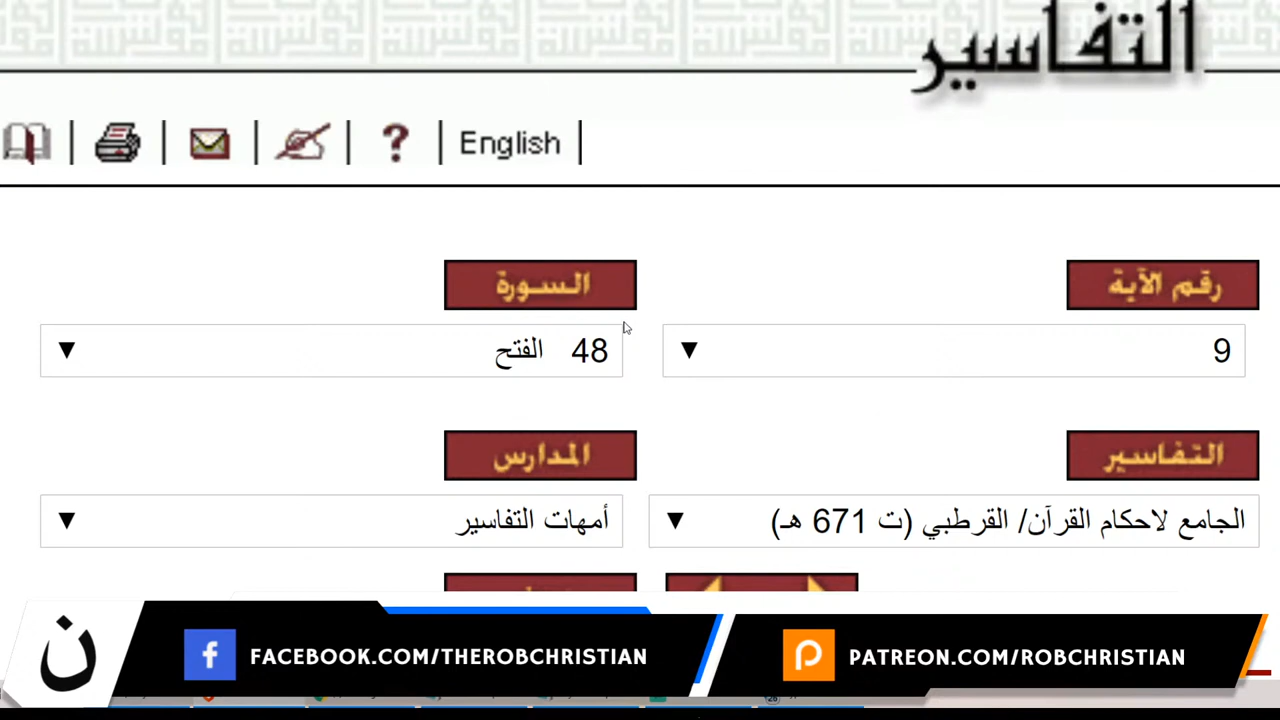 التفاسير
English
رقم الآية
السورة
9
48 الفتح
التفاسير
المدارس
الجامع لاحكام القرآن/ القرطبي (ت 671 هـ)
أمهات التفاسير
ن
FACEBOOK.COM/THEROBCHRISTIAN
PATREON.COM/ROBCHRISTIAN